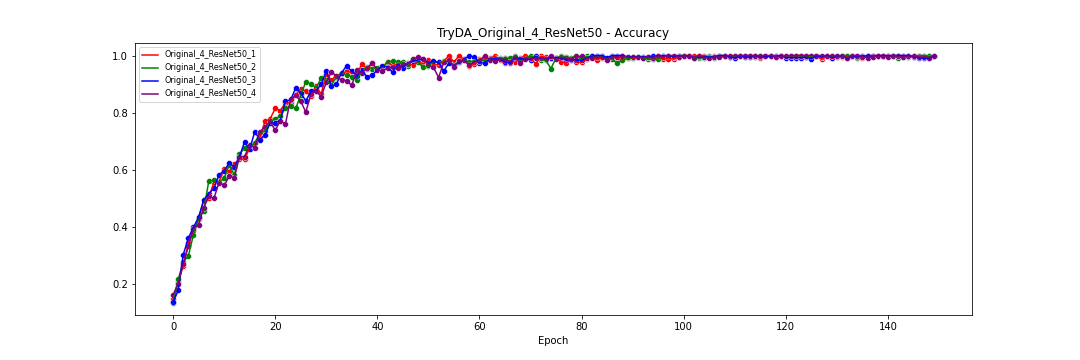 TryDA_Original_4_ResNet50 - Accuracy
Original_4_ResNet50_1
Original_4_ResNet50_2
Original_4_ResNet50_3
Original_4_ResNet50_4
1.0
0.8
0.6
0.4
0.2
0 20 40 60 80 100 120 140
Epoch